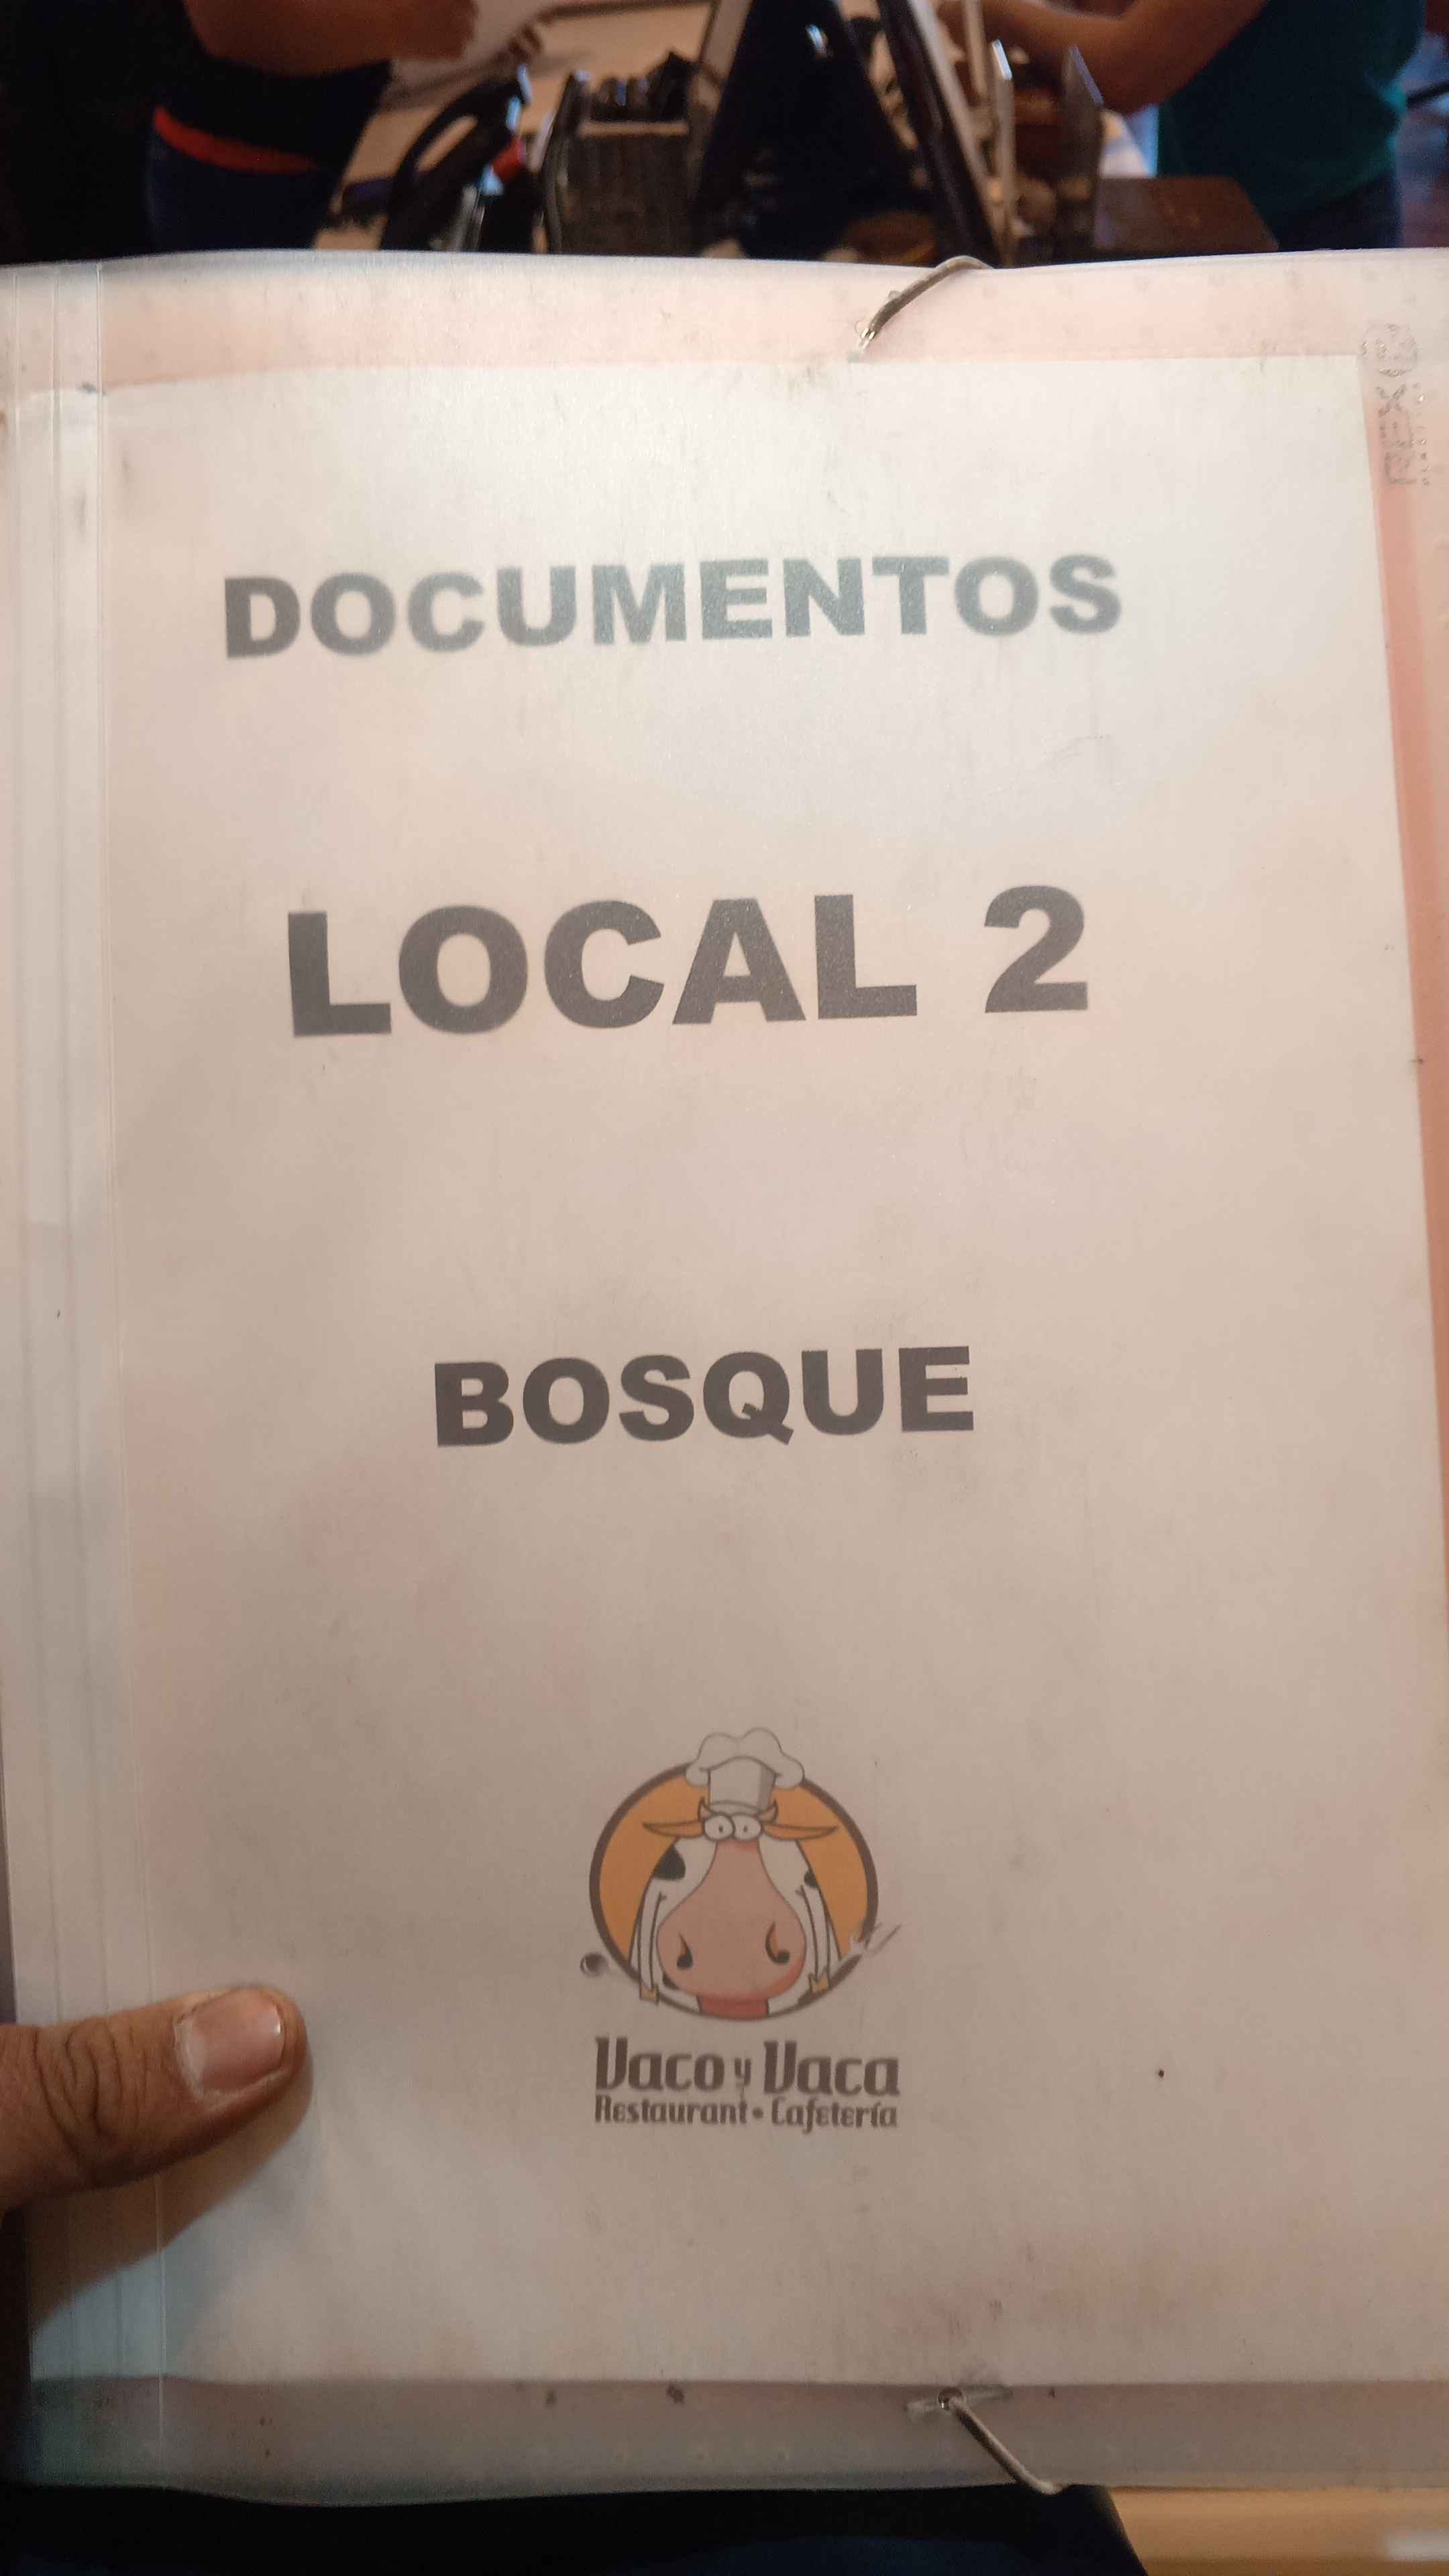 DOCUMENTOS
LOCAL 2
BOSQUE
Vaco y Vaca
Restaurant • Cafetería